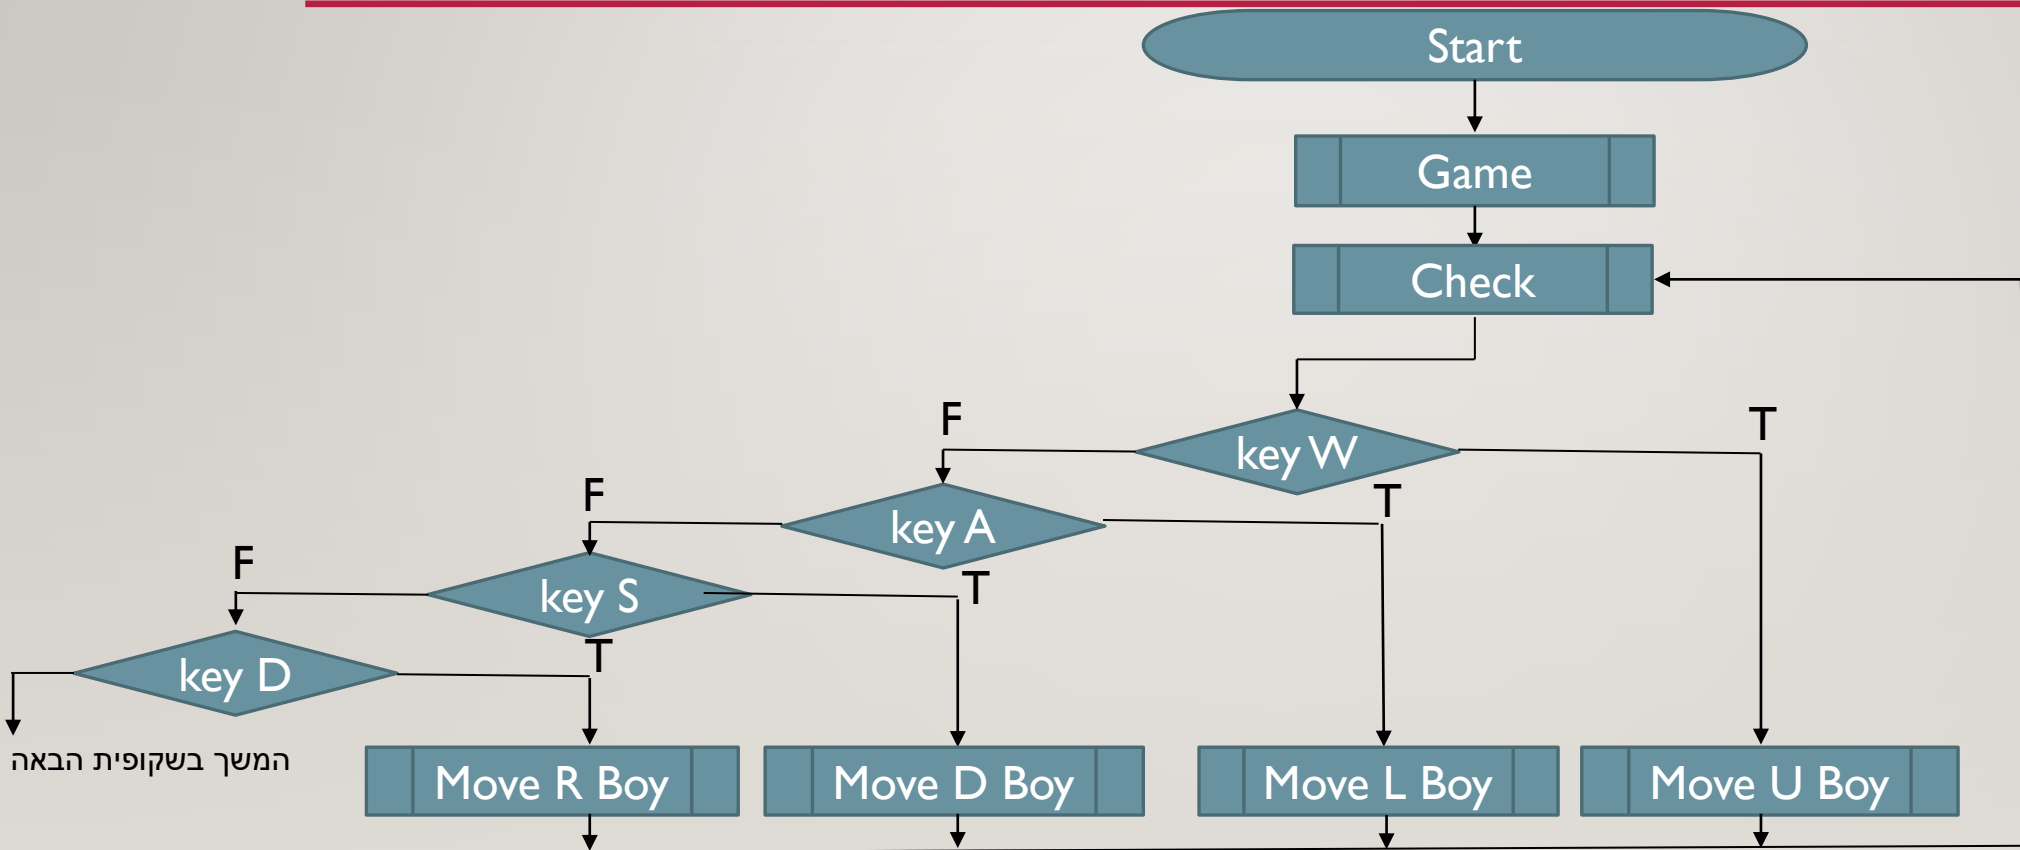 Start
Game
Check
F
T
key W
F
T
key A
F
T
key S
T
key D
המשך בשקופית הבאה
Move R Boy
Move D Boy
Move L Boy
Move U Boy